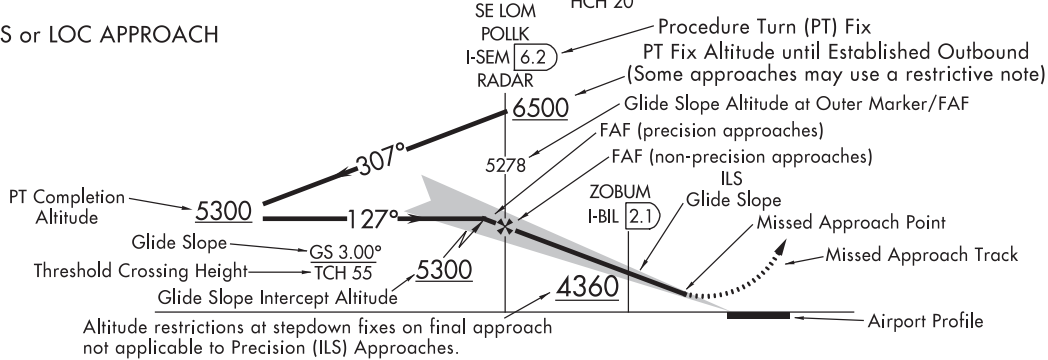 HCH 20
SE LOM
POLLK
I-SEM 6.2
RADAR
S or LOC APPROACH
Procedure Turn (PT) Fix
PT Fix Altitude until Established Outbound
(Some approaches may use a restrictive note)
6500
Glide Slope Altitude at Outer Marker/FAF
FAF (precision approaches)
5278
FAF (non-precision approaches)
307°
ILS
Glide Slope
ZOBUM
I-BIL 2.1
PT Completion
Altitude
5300
127°
Missed Approach Point
Missed Approach Track
Glide Slope
GS 3.00°
Threshold Crossing Height
TCH 55
5300
Glide Slope Intercept Altitude
4360
Airport Profile
Altitude restrictions at stepdown fixes on final approach
not applicable to Precision (ILS) Approaches.